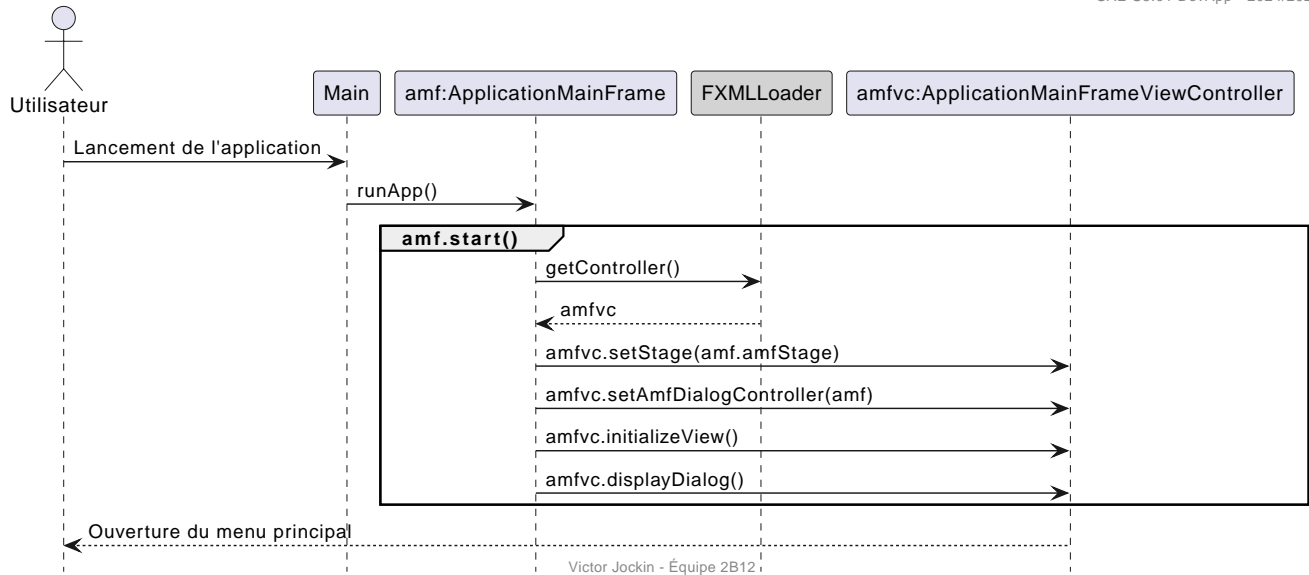 Utilisateur
Main
amf:ApplicationMainFrame
FXMLLoader
amfvc:ApplicationMainFrameViewController
Lancement de l'application
runApp()
amf.start()
getController()
amfvc
amfvc.setStage(amf.amfStage)
amfvc.setAmfDialogController(amf)
amfvc.initializeView()
amfvc.displayDialog()
Ouverture du menu principal
Victor Jockin - Équipe 2B12